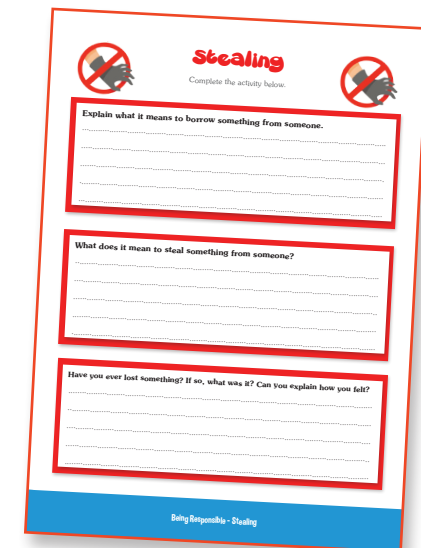 Stealing
Complete the activity below.
Explain what it means to borrow something from someone.
What does it mean to steal something from someone?
Have you ever lost something? If so, what was it? Can you explain how you felt?
Being Responsible - Stealing